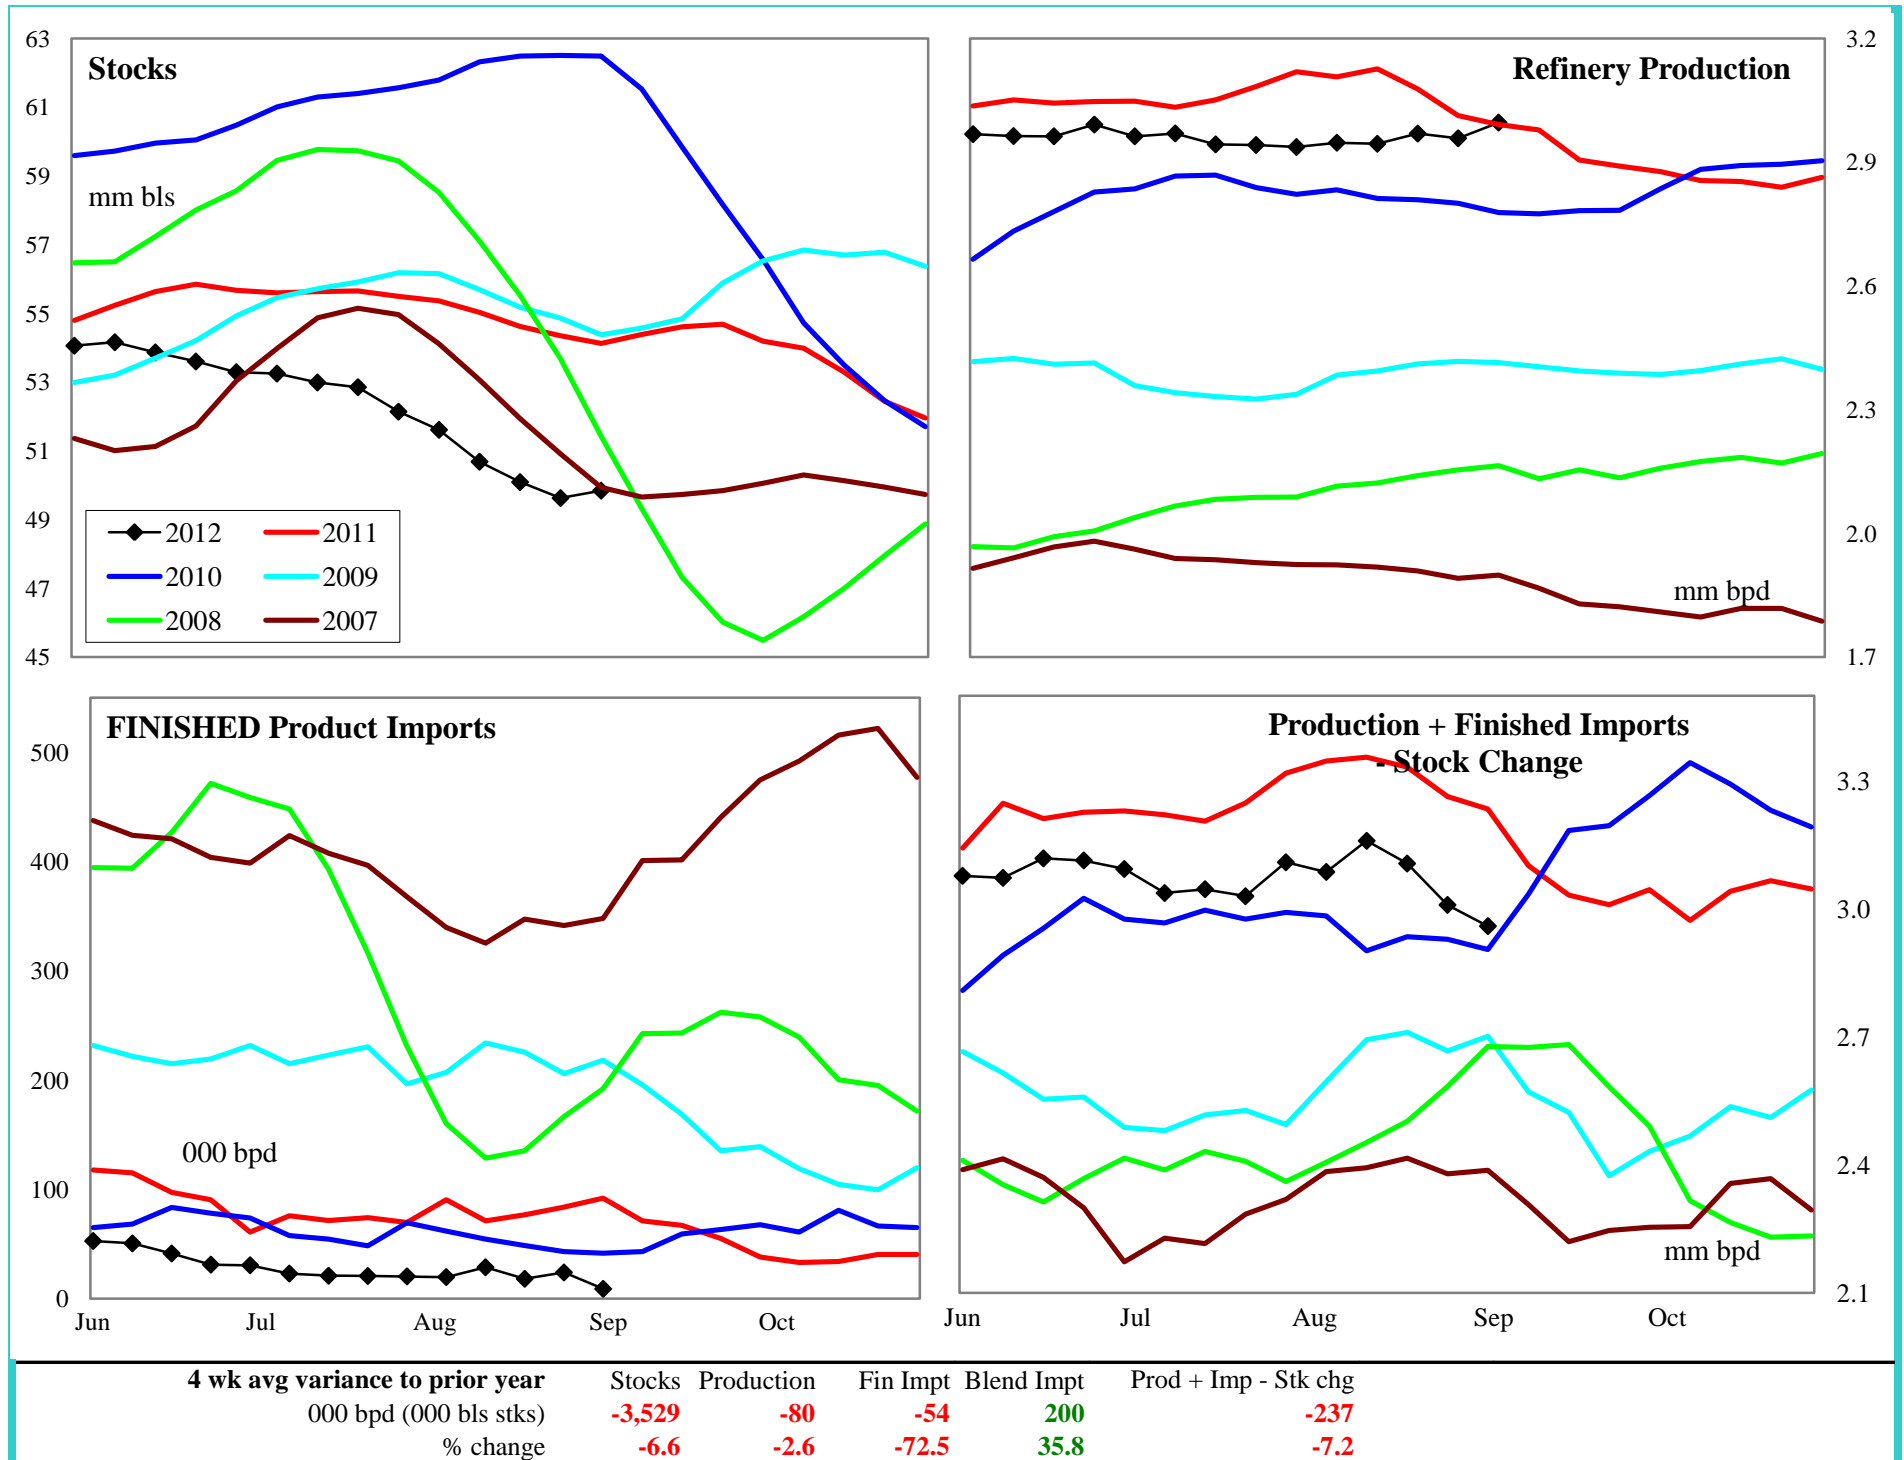 Stocks
mm bls
63
61
59
57
55
53
51
49
47
45
2012 2011
2010 2009
2008 2007
Refinery Production
mm bpd
3.2
2.9
2.6
2.3
2.0
1.7
FINISHED Product Imports
000 bpd
500
400
300
200
100
0
Jun Jul Aug Sep Oct
Production + Finished Imports
- Stock Change
mm bpd
3.3
3.0
2.7
2.4
2.1
Jun Jul Aug Sep Oct
4 wk avg variance to prior year Stocks Production Fin Impt Blend Impt Prod + Imp - Stk chg
000 bpd (000 bls stks) -3,529 -80 -54 200 -237
% change -6.6 -2.6 -72.5 35.8 -7.2